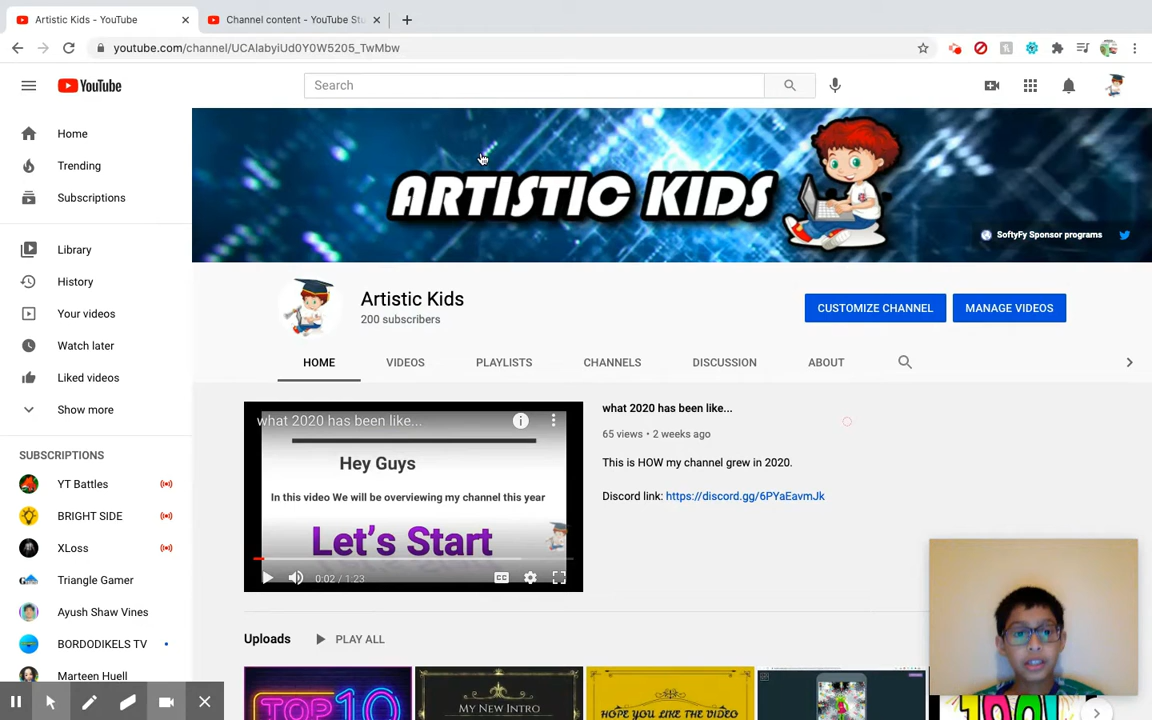 Artistic Kids - YouTube
Channel content - YouTube Stu
youtube.com/channel/UCAlabyiUd0Y0W5205_TwMbw
YouTube
Search
Home
Trending
Subscriptions
Library
History
Your videos
Watch later
Liked videos
Show more
SUBSCRIPTIONS
YT Battles
BRIGHT SIDE
XLoss
Triangle Gamer
Ayush Shaw Vines
BORDODIKELS TV
Marteen Huell
ARTISTIC KIDS
SoftyFy Sponsor programs
Artistic Kids
200 subscribers
CUSTOMIZE CHANNEL
MANAGE VIDEOS
HOME
VIDEOS
PLAYLISTS
CHANNELS
DISCUSSION
ABOUT
what 2020 has been like...
Hey Guys
In this video We will be overviewing my channel this year
Let's Start
0:02 / 1:23
what 2020 has been like...
65 views • 2 weeks ago
This is HOW my channel grew in 2020.
Discord link: https://discord.gg/6PYaEavmJk
Uploads
PLAY ALL
TOP 10
MY NEW INTRO
HOPE YOU LIKE THE VIDEO